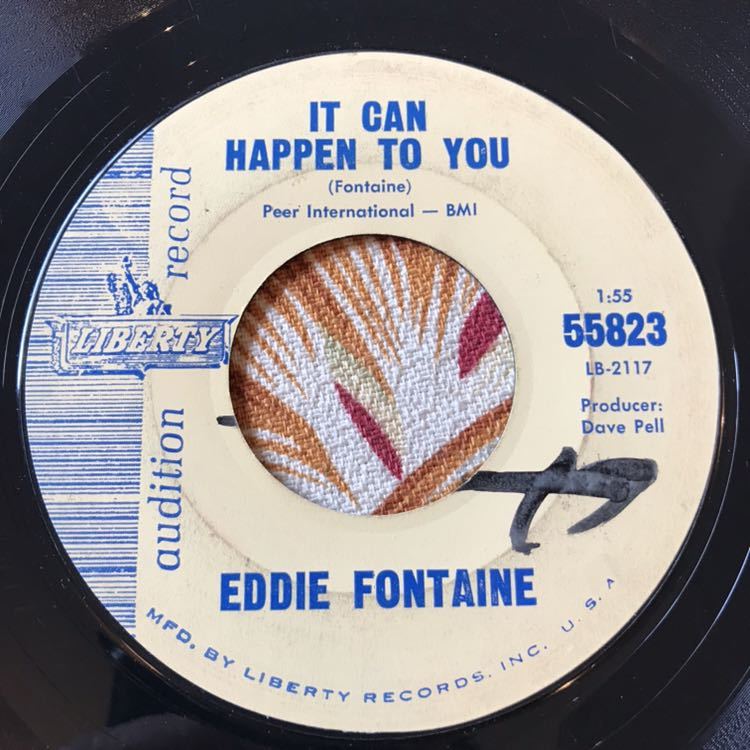 IT CAN
HAPPEN TO YOU
(Fontaine)
Peer International — BMI
audition record
LIBERTY
1:55
55823
LB-2117
Producer:
Dave Pell
EDDIE FONTAINE
MFD. BY LIBERTY RECORDS, INC. U. S. A